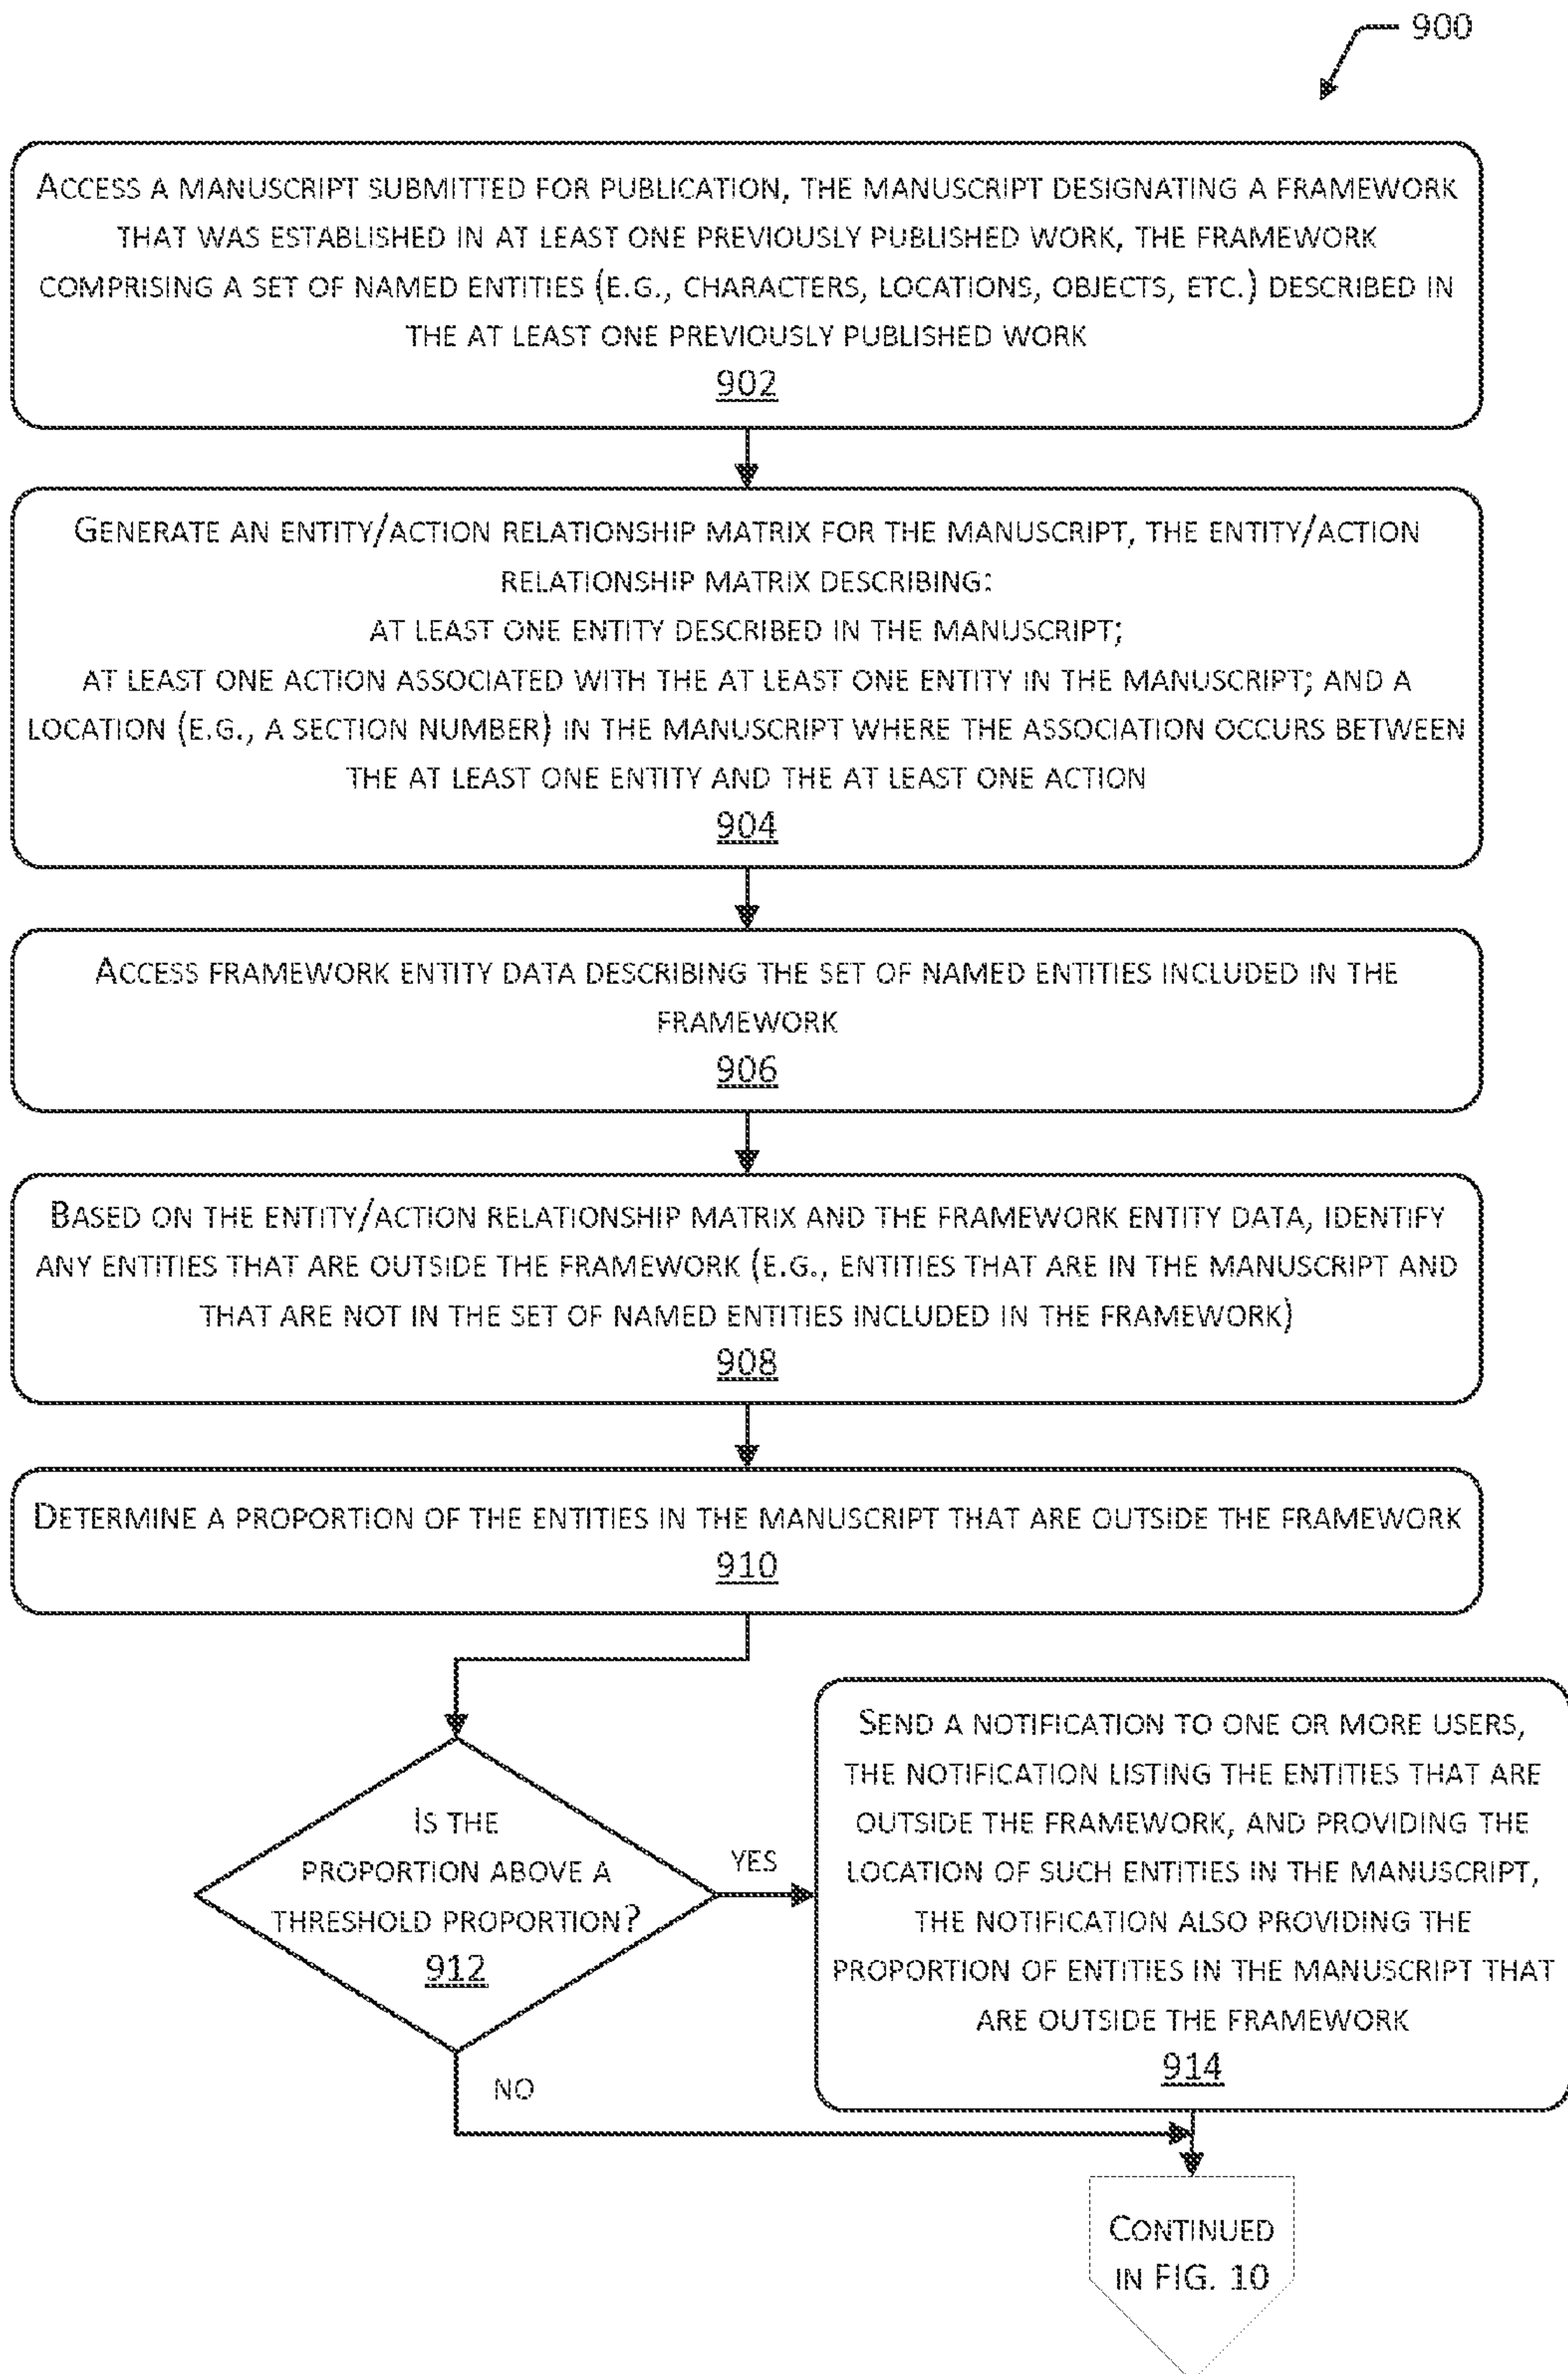 900
ACCESS A MANUSCRIPT SUBMITTED FOR PUBLICATION, THE MANUSCRIPT DESIGNATING A FRAMEWORK
THAT WAS ESTABLISHED IN AT LEAST ONE PREVIOUSLY PUBLISHED WORK, THE FRAMEWORK
COMPRISING A SET OF NAMED ENTITIES (E.G., CHARACTERS, LOCATIONS, OBJECTS, ETC.) DESCRIBED IN
THE AT LEAST ONE PREVIOUSLY PUBLISHED WORK
902
GENERATE AN ENTITY/ACTION RELATIONSHIP MATRIX FOR THE MANUSCRIPT, THE ENTITY/ACTION
RELATIONSHIP MATRIX DESCRIBING:
AT LEAST ONE ENTITY DESCRIBED IN THE MANUSCRIPT;
AT LEAST ONE ACTION ASSOCIATED WITH THE AT LEAST ONE ENTITY IN THE MANUSCRIPT; AND A
LOCATION (E.G., A SECTION NUMBER) IN THE MANUSCRIPT WHERE THE ASSOCIATION OCCURS BETWEEN
THE AT LEAST ONE ENTITY AND THE AT LEAST ONE ACTION
904
ACCESS FRAMEWORK ENTITY DATA DESCRIBING THE SET OF NAMED ENTITIES INCLUDED IN THE
FRAMEWORK
906
BASED ON THE ENTITY/ACTION RELATIONSHIP MATRIX AND THE FRAMEWORK ENTITY DATA, IDENTIFY
ANY ENTITIES THAT ARE OUTSIDE THE FRAMEWORK (E.G., ENTITIES THAT ARE IN THE MANUSCRIPT AND
THAT ARE NOT IN THE SET OF NAMED ENTITIES INCLUDED IN THE FRAMEWORK)
908
DETERMINE A PROPORTION OF THE ENTITIES IN THE MANUSCRIPT THAT ARE OUTSIDE THE FRAMEWORK
910
IS THE
PROPORTION ABOVE A
THRESHOLD PROPORTION?
912
YES
NO
SEND A NOTIFICATION TO ONE OR MORE USERS,
THE NOTIFICATION LISTING THE ENTITIES THAT ARE
OUTSIDE THE FRAMEWORK, AND PROVIDING THE
LOCATION OF SUCH ENTITIES IN THE MANUSCRIPT,
THE NOTIFICATION ALSO PROVIDING THE
PROPORTION OF ENTITIES IN THE MANUSCRIPT THAT
ARE OUTSIDE THE FRAMEWORK
914
CONTINUED
IN FIG. 10